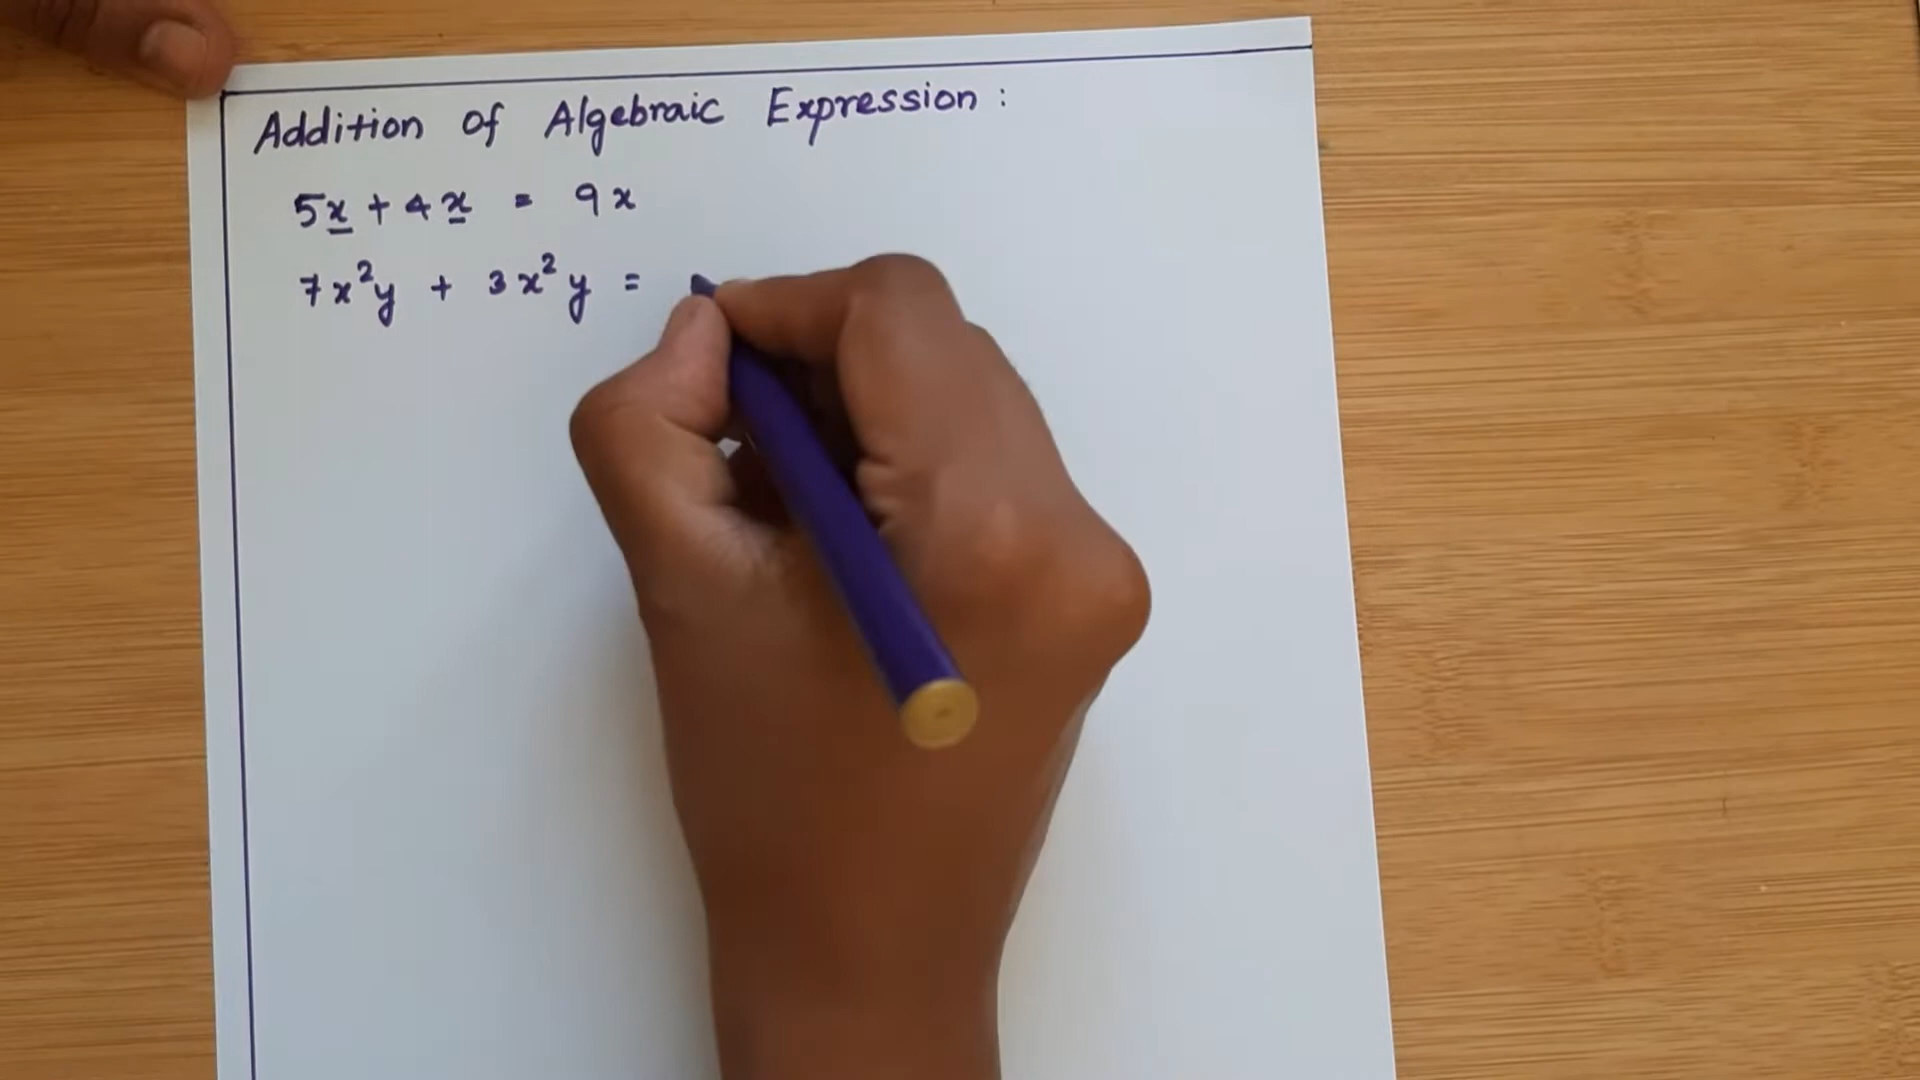 Addition of Algebraic Expression :
5x + 4x = 9x
7x²y + 3x²y =